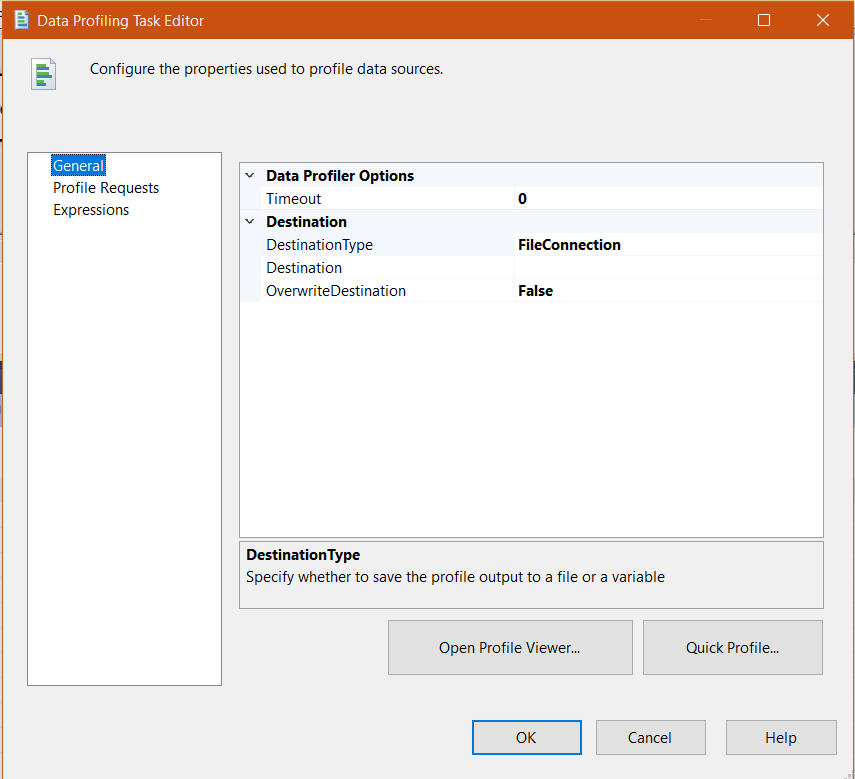 Data Profiling Task Editor
Configure the properties used to profile data sources.
General
Profile Requests
Expressions
Data Profiler Options
Timeout 0
Destination
DestinationType FileConnection
Destination
OverwriteDestination False
DestinationType
Specify whether to save the profile output to a file or a variable
Open Profile Viewer... Quick Profile...
OK Cancel Help